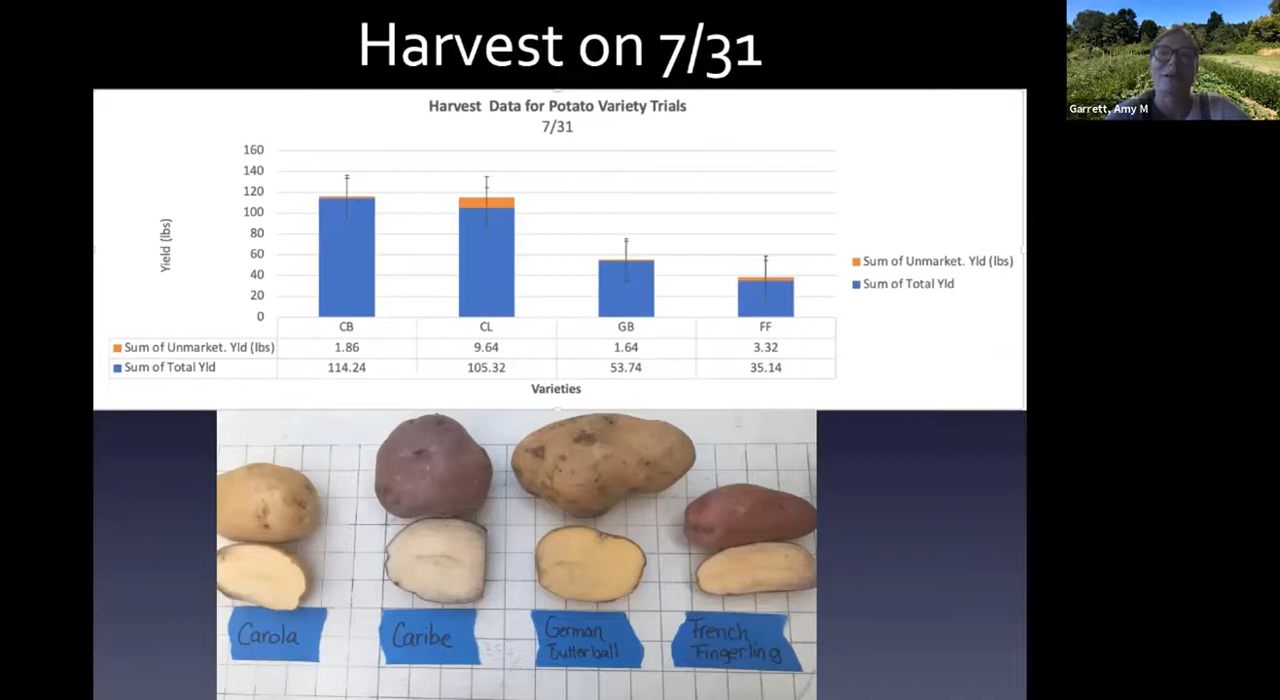 Harvest on 7/31
Garrett, Amy M
Harvest Data for Potato Variety Trials
7/31
160
140
120
100
80
60
40
20
0
Yield (lbs)
Sum of Unmarket. Yld (lbs)
Sum of Total Yld
CB CL GB FF
Sum of Unmarket. Yld (lbs) 1.86 9.64 1.64 3.32
Sum of Total Yld 114.24 105.32 53.74 35.14
Varieties
Carola
Caribe
German
Butterball
French
Fingerling